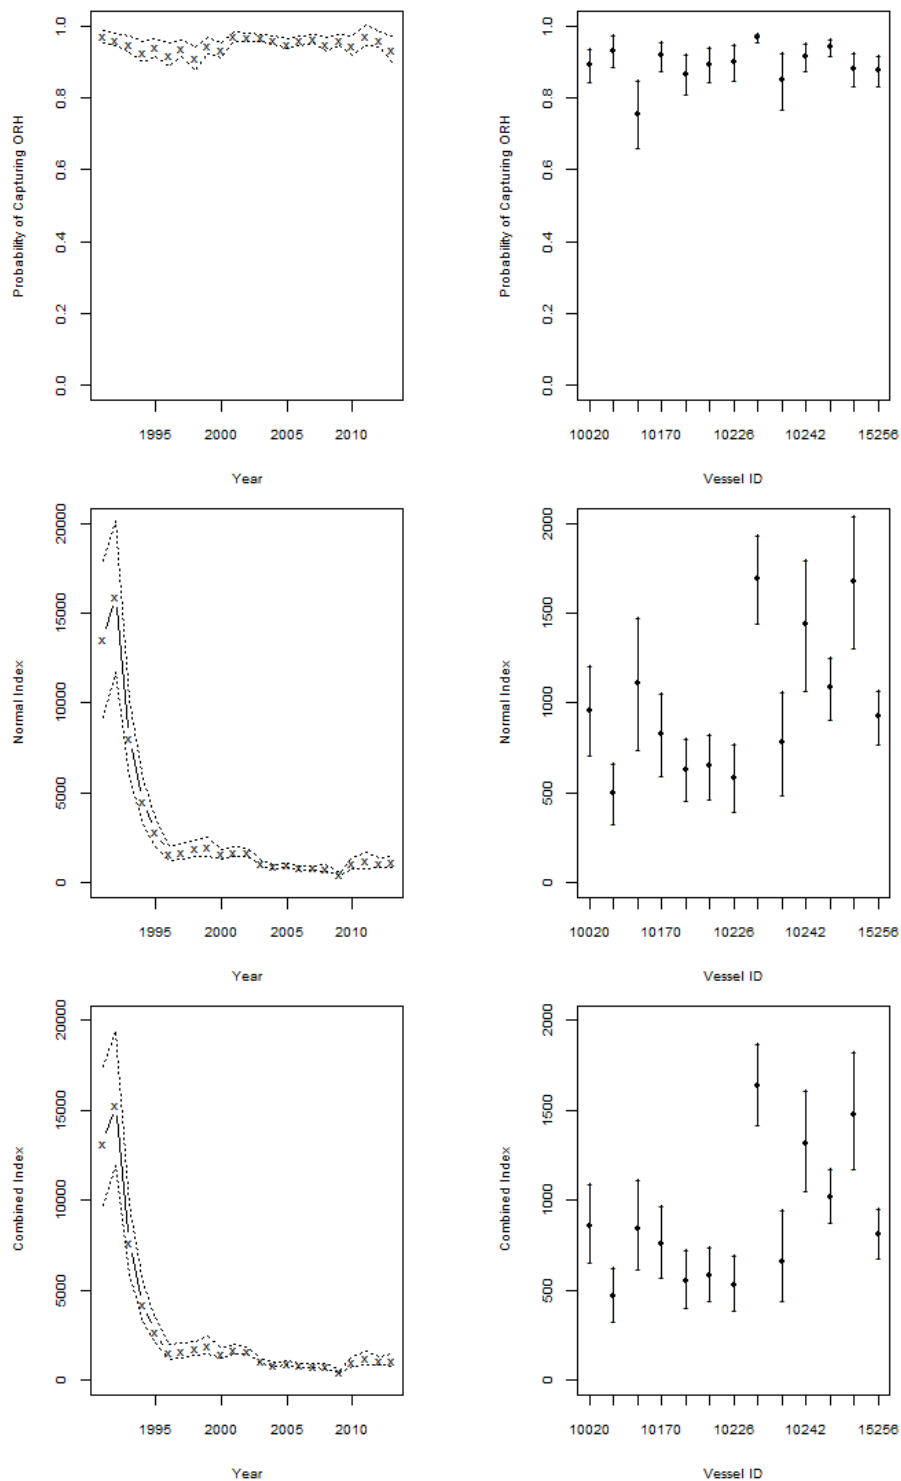 Probability of Capturing ORH
1.0
0.8
0.6
0.4
0.2
0.0
1995 2000 2005 2010
Year
Probability of Capturing ORH
1.0
0.8
0.6
0.4
0.2
0.0
10020 10170 10226 10242 15256
Vessel ID
Normal Index
20000
15000
10000
5000
0
1995 2000 2005 2010
Year
Normal Index
2000
1500
1000
500
0
10020 10170 10226 10242 15256
Vessel ID
Combined Index
20000
15000
10000
5000
0
1995 2000 2005 2010
Year
Combined Index
2000
1500
1000
500
0
10020 10170 10226 10242 15256
Vessel ID